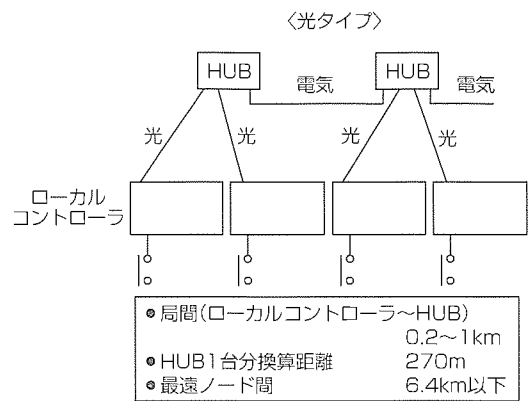 〈光タイプ〉
HUB
HUB
電気
電気
光
光
光
光
ローカル
コントローラ
●局間(ローカルコントローラ～HUB)
0.2～1km
●HUB1台分換算距離 270m
●最遠ノード間 6.4km以下